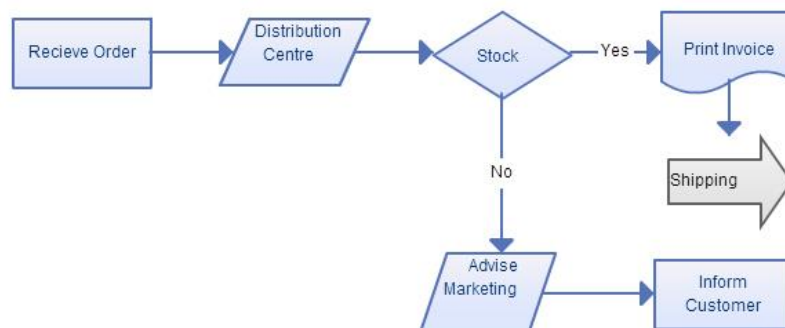 Recieve Order
Distribution
Centre
Stock
Yes
Print Invoice
No
Shipping
Advise
Marketing
Inform
Customer